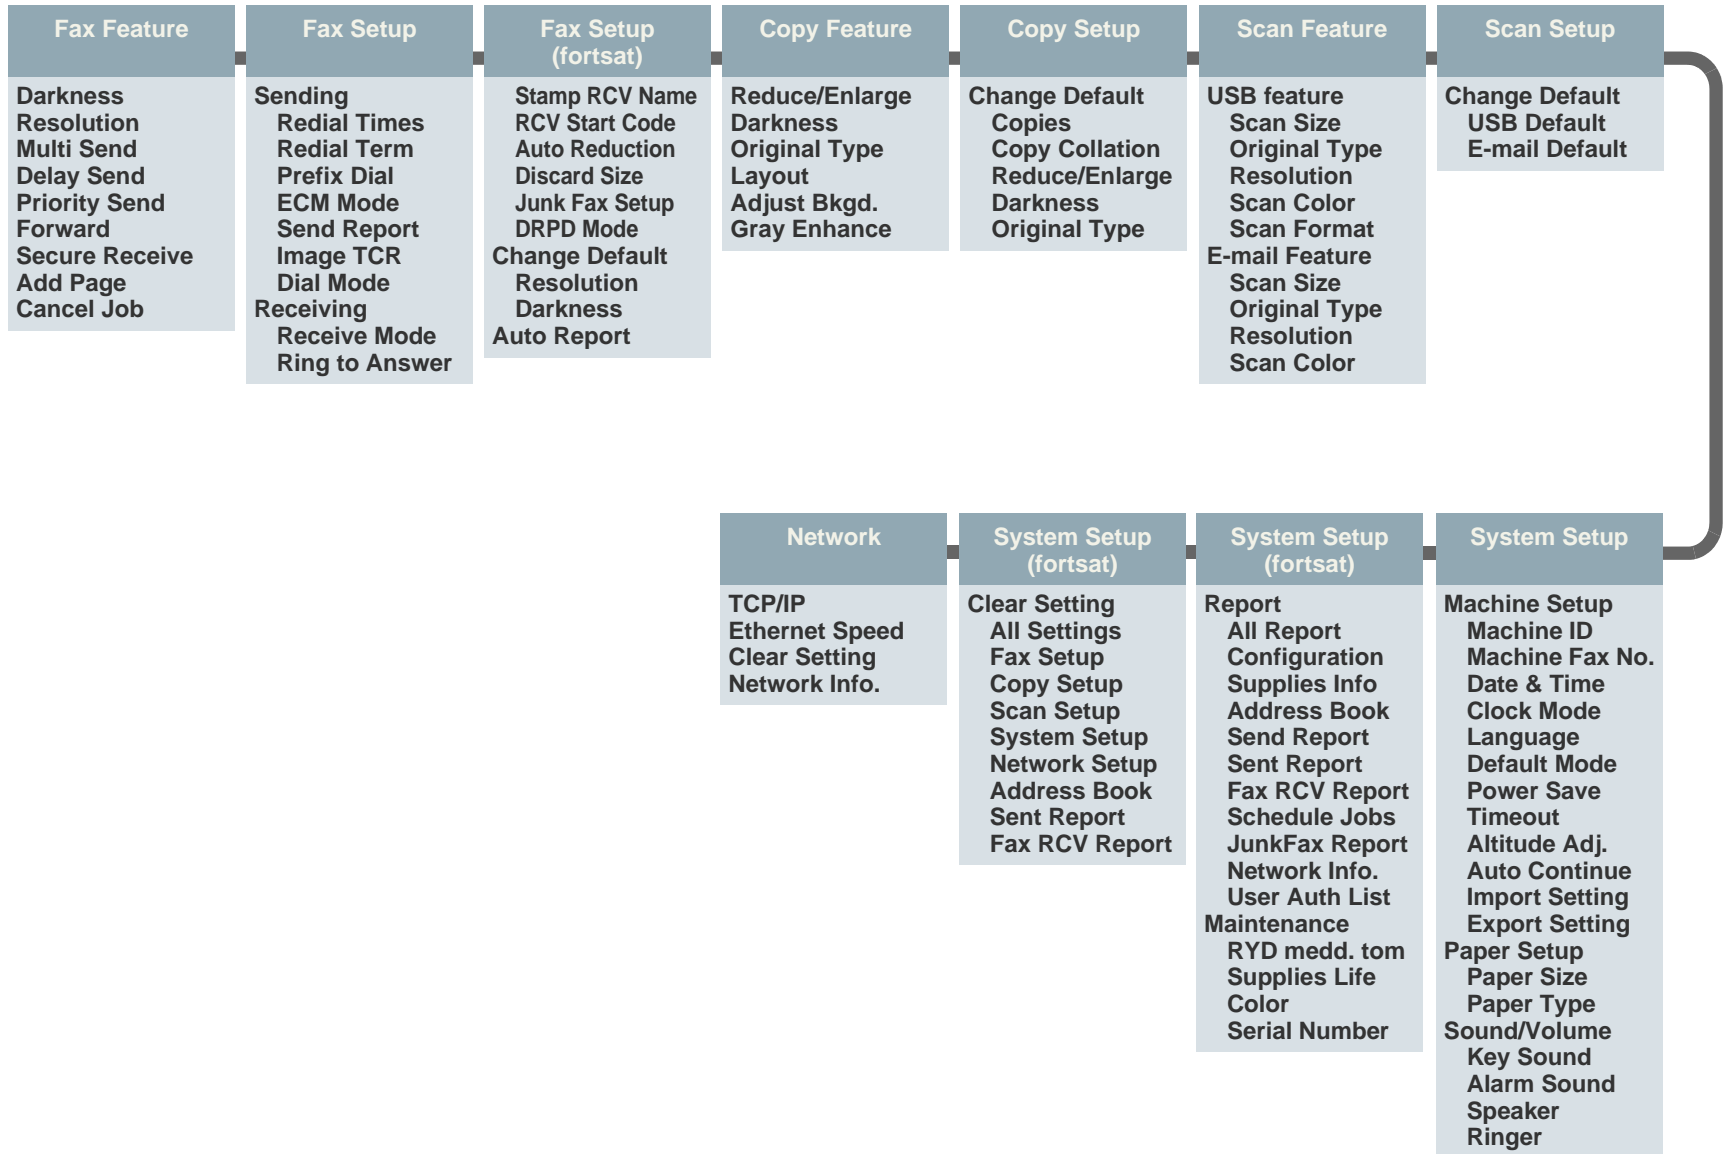 Fax Feature
Darkness
Resolution
Multi Send
Delay Send
Priority Send
Forward
Secure Receive
Add Page
Cancel Job
Fax Setup
Sending
Redial Times
Redial Term
Prefix Dial
ECM Mode
Send Report
Image TCR
Dial Mode
Receiving
Receive Mode
Ring to Answer
Fax Setup
(fortsat)
Stamp RCV Name
RCV Start Code
Auto Reduction
Discard Size
Junk Fax Setup
DRPD Mode
Change Default
Resolution
Darkness
Auto Report
Copy Feature
Reduce/Enlarge
Darkness
Original Type
Layout
Adjust Bkgd.
Gray Enhance
Copy Setup
Change Default
Copies
Copy Collation
Reduce/Enlarge
Darkness
Original Type
Scan Feature
USB feature
Scan Size
Original Type
Resolution
Scan Color
Scan Format
E-mail Feature
Scan Size
Original Type
Resolution
Scan Color
Scan Setup
Change Default
USB Default
E-mail Default
Network
TCP/IP
Ethernet Speed
Clear Setting
Network Info.
System Setup
(fortsat)
Clear Setting
All Settings
Fax Setup
Copy Setup
Scan Setup
System Setup
Network Setup
Address Book
Sent Report
Fax RCV Report
System Setup
(fortsat)
Report
All Report
Configuration
Supplies Info
Address Book
Send Report
Sent Report
Fax RCV Report
Schedule Jobs
JunkFax Report
Network Info.
User Auth List
Maintenance
RYD medd. tom
Supplies Life
Color
Serial Number
System Setup
Machine Setup
Machine ID
Machine Fax No.
Date & Time
Clock Mode
Language
Default Mode
Power Save
Timeout
Altitude Adj.
Auto Continue
Import Setting
Export Setting
Paper Setup
Paper Size
Paper Type
Sound/Volume
Key Sound
Alarm Sound
Speaker
Ringer